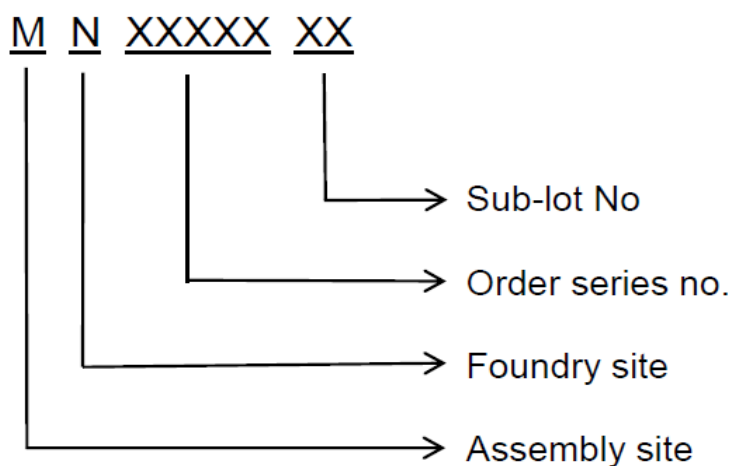 M N XXXXX XX
Sub-lot No
Order series no.
Foundry site
Assembly site